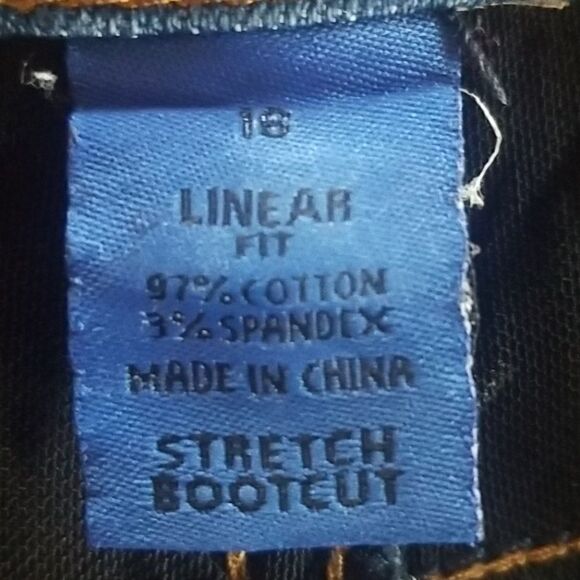 18
LINEAR
FIT
97% COTTON
3% SPANDEX
MADE IN CHINA
STRETCH
BOOTCUT